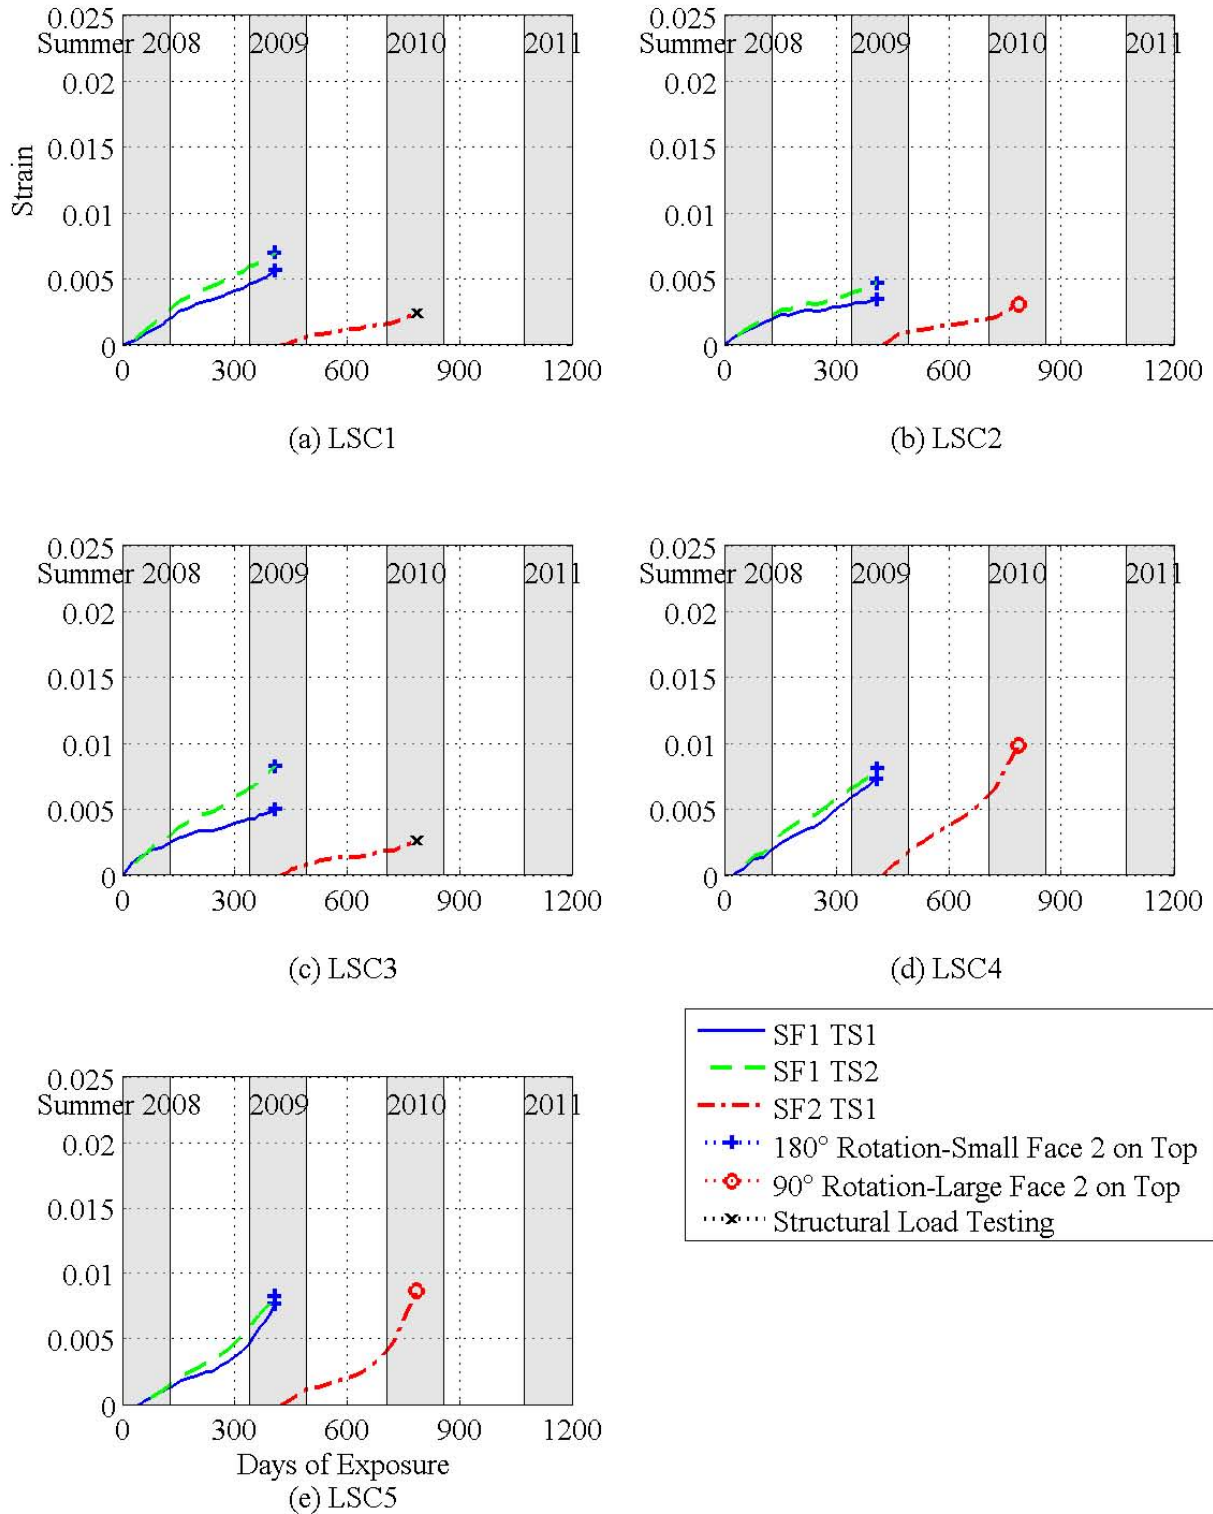 0.025
Summer 2008 2009 2010 2011
0.02
0.015
Strain
0.01
0.005
0
0 300 600 900 1200
(a) LSC1
0.025
Summer 2008 2009 2010 2011
0.02
0.015
0.01
0.005
0
0 300 600 900 1200
(b) LSC2
0.025
Summer 2008 2009 2010 2011
0.02
0.015
0.01
0.005
0
0 300 600 900 1200
(c) LSC3
0.025
Summer 2008 2009 2010 2011
0.02
0.015
0.01
0.005
0
0 300 600 900 1200
(d) LSC4
SF1 TS1
SF1 TS2
SF2 TS1
180° Rotation-Small Face 2 on Top
90° Rotation-Large Face 2 on Top
Structural Load Testing
0.025
Summer 2008 2009 2010 2011
0.02
0.015
0.01
0.005
0
0 300 600 900 1200
Days of Exposure
(e) LSC5